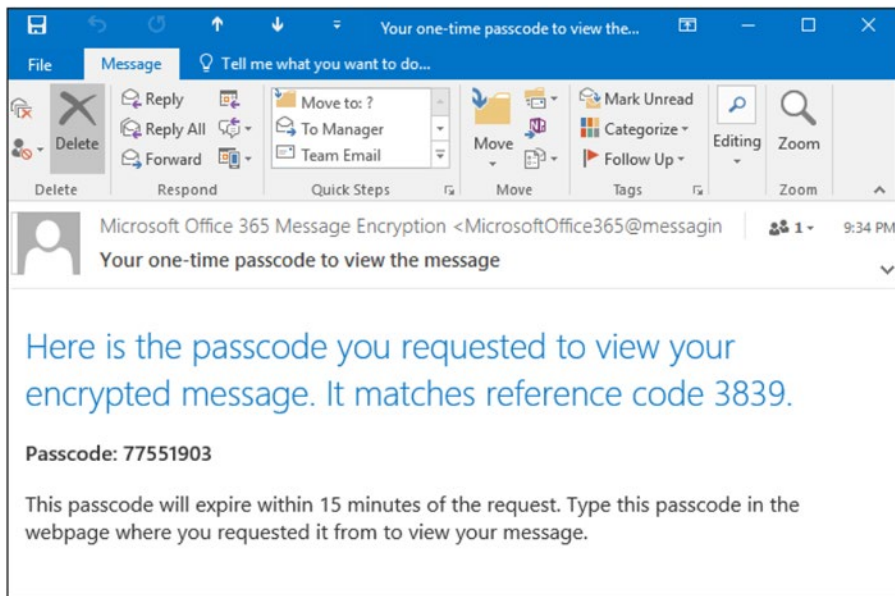 Your one-time passcode to view the...
File Message Tell me what you want to do...
Delete
Reply
Reply All
Forward
Move to: ?
To Manager
Team Email
Move
Mark Unread
Categorize
Follow Up
Editing
Zoom
Delete Respond Quick Steps Move Tags Zoom
Microsoft Office 365 Message Encryption <MicrosoftOffice365@messagin 1 9:34 PM
Your one-time passcode to view the message
Here is the passcode you requested to view your
encrypted message. It matches reference code 3839.
Passcode: 77551903
This passcode will expire within 15 minutes of the request. Type this passcode in the
webpage where you requested it from to view your message.